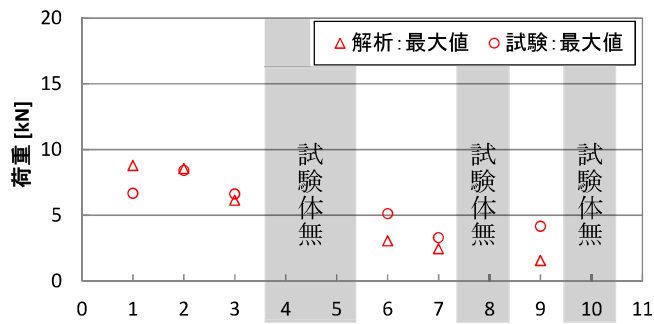 △ 解析：最大値 ○ 試験：最大値
荷重 [kN]
20
15
10
5
0
試験体無
試験体無
試験体無
0 1 2 3 4 5 6 7 8 9 10 11